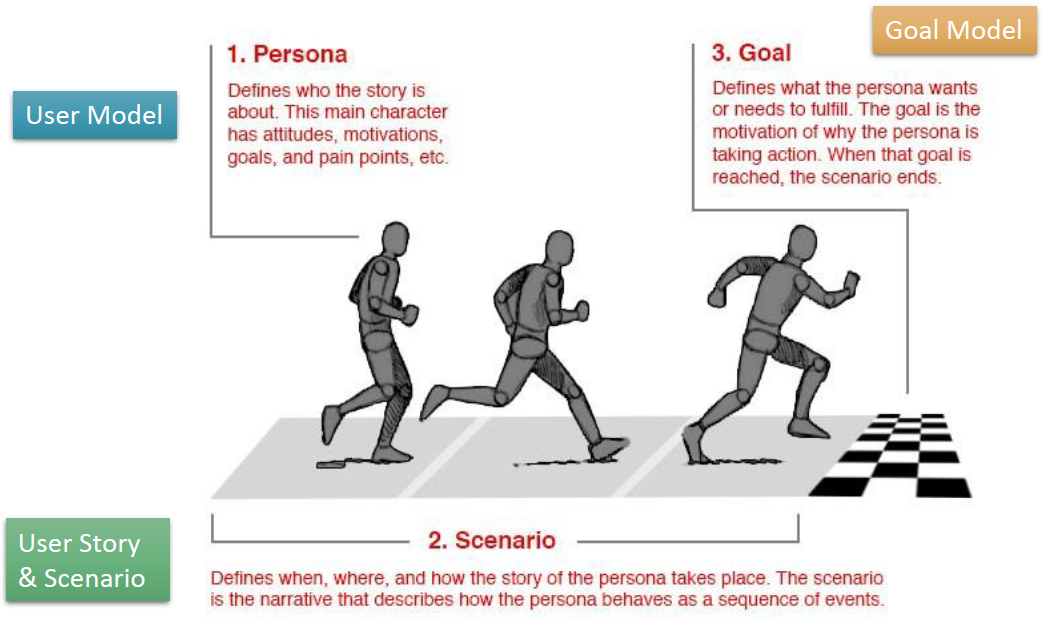 Goal Model
User Model
1. Persona
Defines who the story is
about. This main character
has attitudes, motivations,
goals, and pain points, etc.
3. Goal
Defines what the persona wants
or needs to fulfill. The goal is the
motivation of why the persona is
taking action. When that goal is
reached, the scenario ends.
User Story
& Scenario
2. Scenario
Defines when, where, and how the story of the persona takes place. The scenario
is the narrative that describes how the persona behaves as a sequence of events.